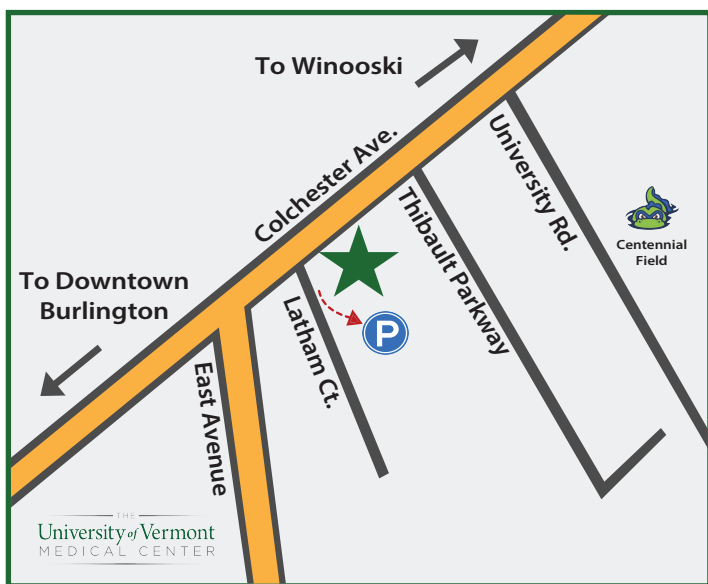 To Winooski
Colchester Ave.
University Rd.
Thibault Parkway
Centennial
Field
To Downtown
Burlington
Latham Ct.
P
East Avenue
THE
University of Vermont
MEDICAL CENTER